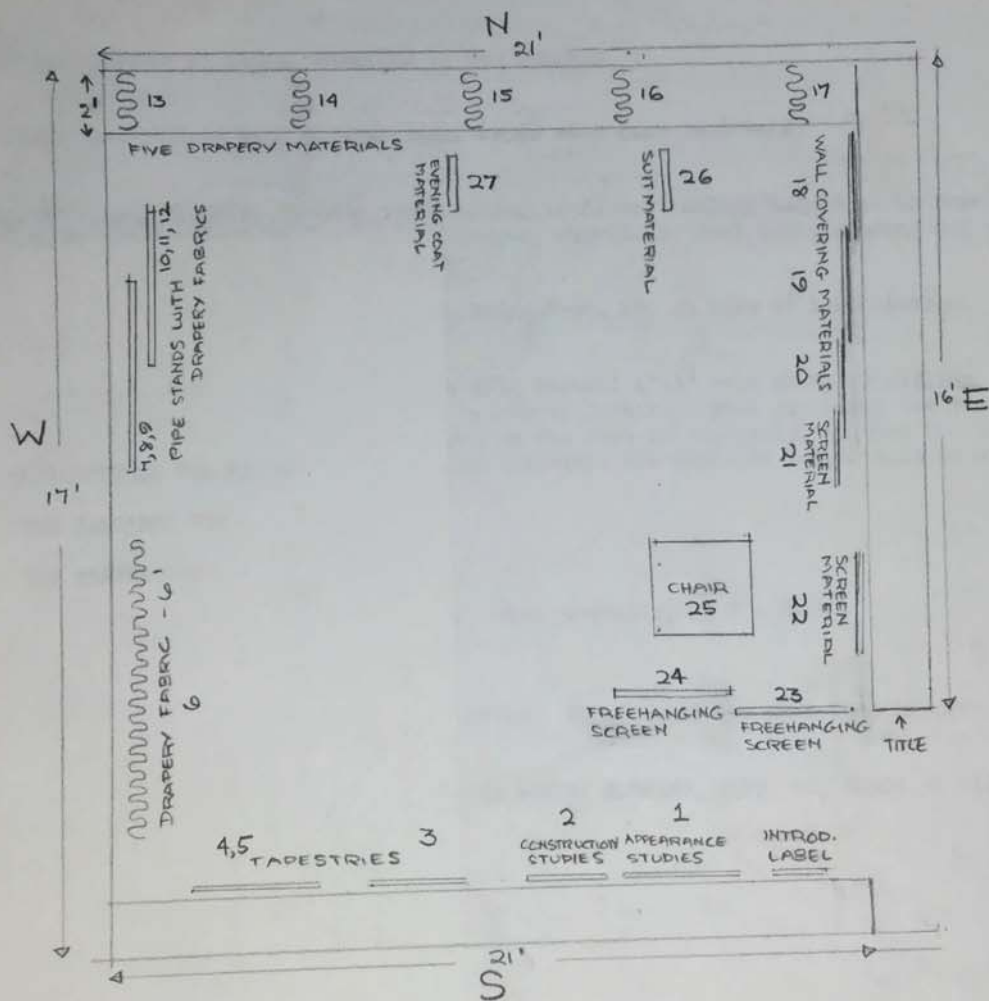 N
21'
2'
13
14
15
16
17
FIVE DRAPERY MATERIALS
EVENING COAT
MATERIAL
27
SUIT MATERIAL
26
WALL COVERING MATERIALS
18
19
20
10,11,12
PIPE STANDS WITH
DRAPERY FABRICS
W
17'
16'
E
SCREEN
MATERIAL
21
CHAIR
25
SCREEN
MATERIAL
22
DRAPERY FABRIC - 6'
6
24
FREEHANGING
SCREEN
23
FREEHANGING
SCREEN
↑
TITLE
4,5
TAPESTRIES
3
2
CONSTRUCTION
STUDIES
1
APPEARANCE
STUDIES
INTROD.
LABEL
21'
S